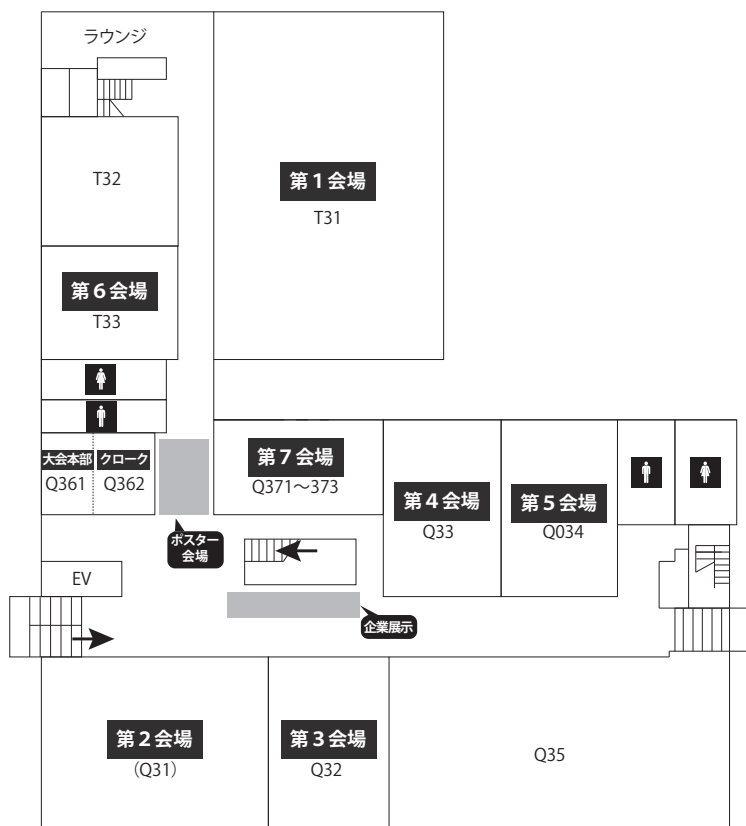 ラウンジ
T32
第1会場
T31
第6会場
T33
大会本部
クローク
Q361
Q362
第7会場
Q371～373
第4会場
Q33
第5会場
Q034
ポスター
会場
EV
企業展示
第2会場
（Q31）
第3会場
Q32
Q35